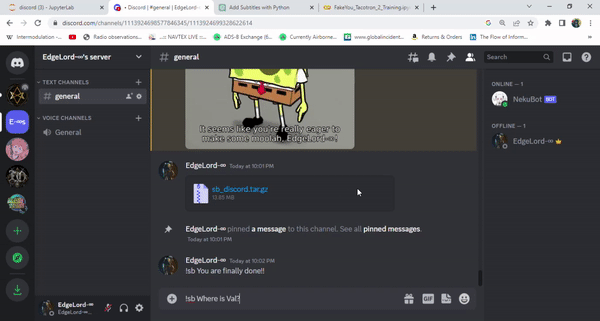 discord (3) - JupyterLab
• Discord | #general | EdgeLord-∞
Add Subtitles with Python
FakeYou_Tacotron_2_Training.ipyn
discord.com/channels/1113924698577846345/1113924699328622614
Intermodulation -...
Radio observations...
...:: NAVTEX LIVE ::...
ADS-B Exchange (8...
Currently Airborne...
www.globalincident...
Returns & Orders
In The Flow
Other
EdgeLord-∞'s server
general
Search
TEXT CHANNELS
general
VOICE CHANNELS
General
E-∞s
It seems like you're really eager to
make some moolah, EdgeLord-∞!
EdgeLord-∞ Today at 10:01 PM
sb_discord.tar.gz
13.85 MB
EdgeLord-∞ pinned a message to this channel. See all pinned messages.
Today at 10:01 PM
EdgeLord-∞ Today at 10:02 PM
!sb You are finally done!!
!sb Where is Val?
GIF
ONLINE — 1
NekuBot BOT
OFFLINE — 1
EdgeLord-∞
EdgeLord-∞
EdgeLord-∞...